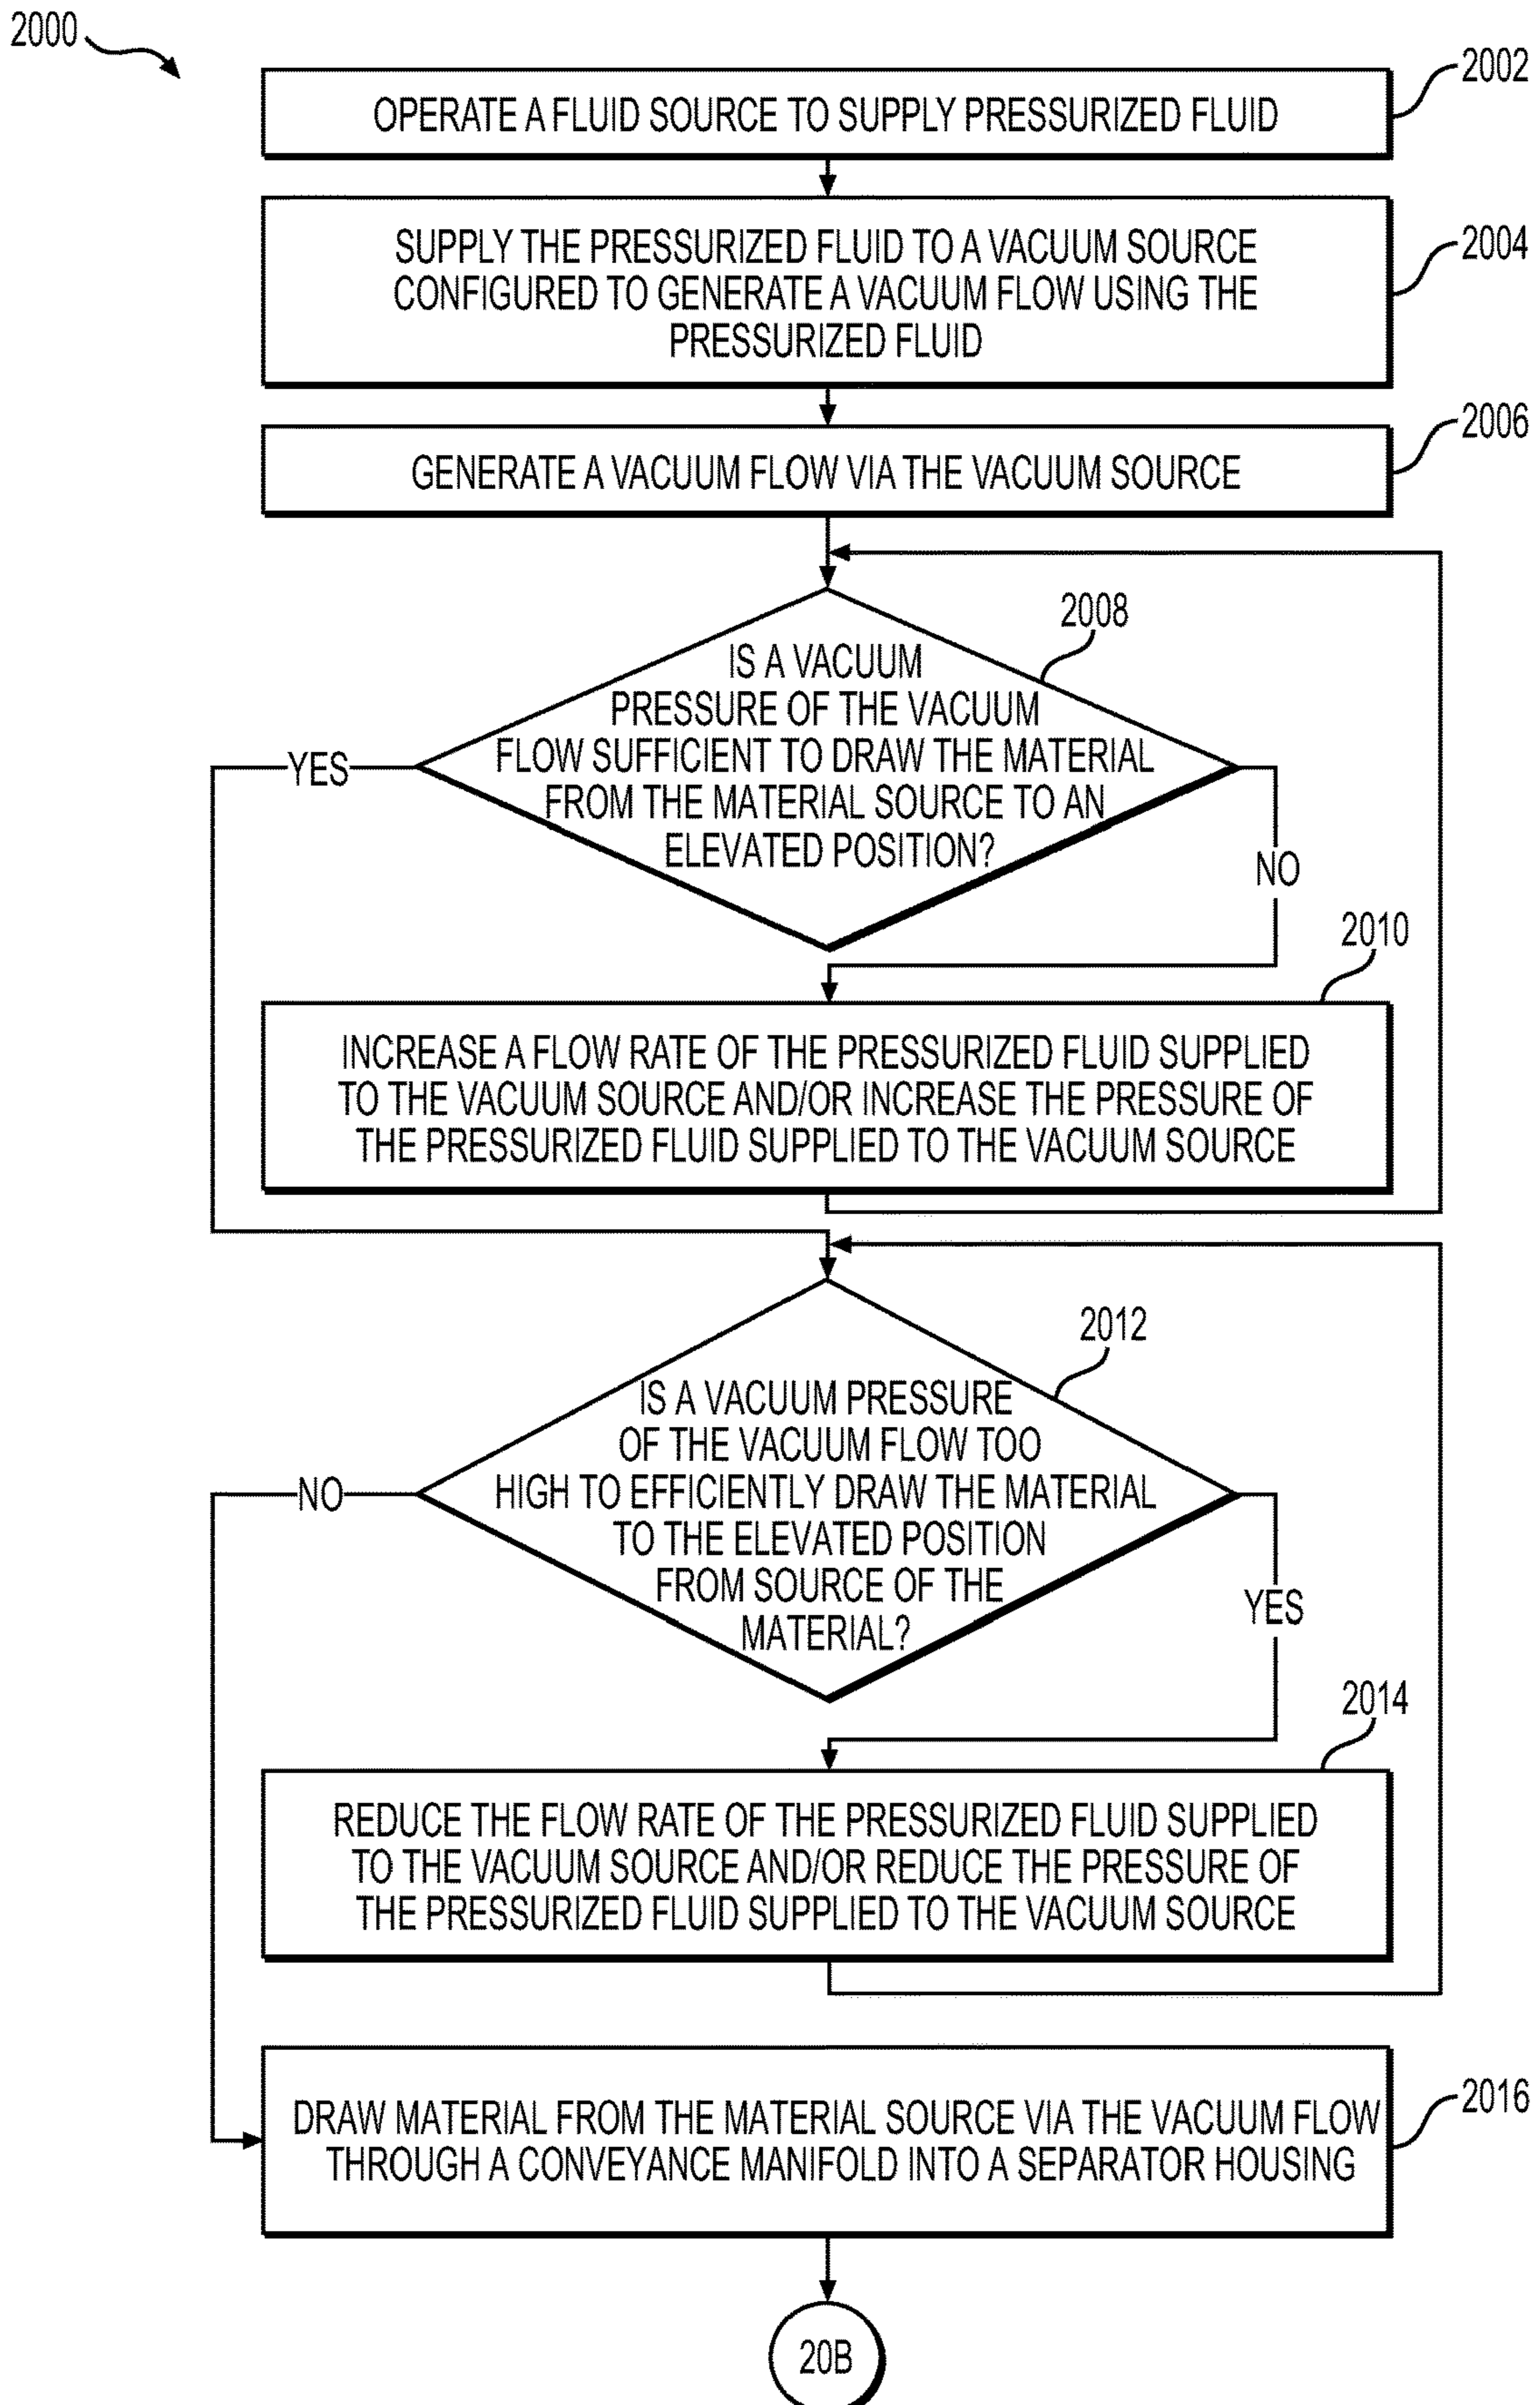 2000
2002
OPERATE A FLUID SOURCE TO SUPPLY PRESSURIZED FLUID
2004
SUPPLY THE PRESSURIZED FLUID TO A VACUUM SOURCE
CONFIGURED TO GENERATE A VACUUM FLOW USING THE
PRESSURIZED FLUID
2006
GENERATE A VACUUM FLOW VIA THE VACUUM SOURCE
2008
IS A VACUUM
PRESSURE OF THE VACUUM
FLOW SUFFICIENT TO DRAW THE MATERIAL
FROM THE MATERIAL SOURCE TO AN
ELEVATED POSITION?
YES
NO
2010
INCREASE A FLOW RATE OF THE PRESSURIZED FLUID SUPPLIED
TO THE VACUUM SOURCE AND/OR INCREASE THE PRESSURE OF
THE PRESSURIZED FLUID SUPPLIED TO THE VACUUM SOURCE
2012
IS A VACUUM PRESSURE
OF THE VACUUM FLOW TOO
HIGH TO EFFICIENTLY DRAW THE MATERIAL
TO THE ELEVATED POSITION
FROM SOURCE OF THE
MATERIAL?
NO
YES
2014
REDUCE THE FLOW RATE OF THE PRESSURIZED FLUID SUPPLIED
TO THE VACUUM SOURCE AND/OR REDUCE THE PRESSURE OF
THE PRESSURIZED FLUID SUPPLIED TO THE VACUUM SOURCE
2016
DRAW MATERIAL FROM THE MATERIAL SOURCE VIA THE VACUUM FLOW
THROUGH A CONVEYANCE MANIFOLD INTO A SEPARATOR HOUSING
20B